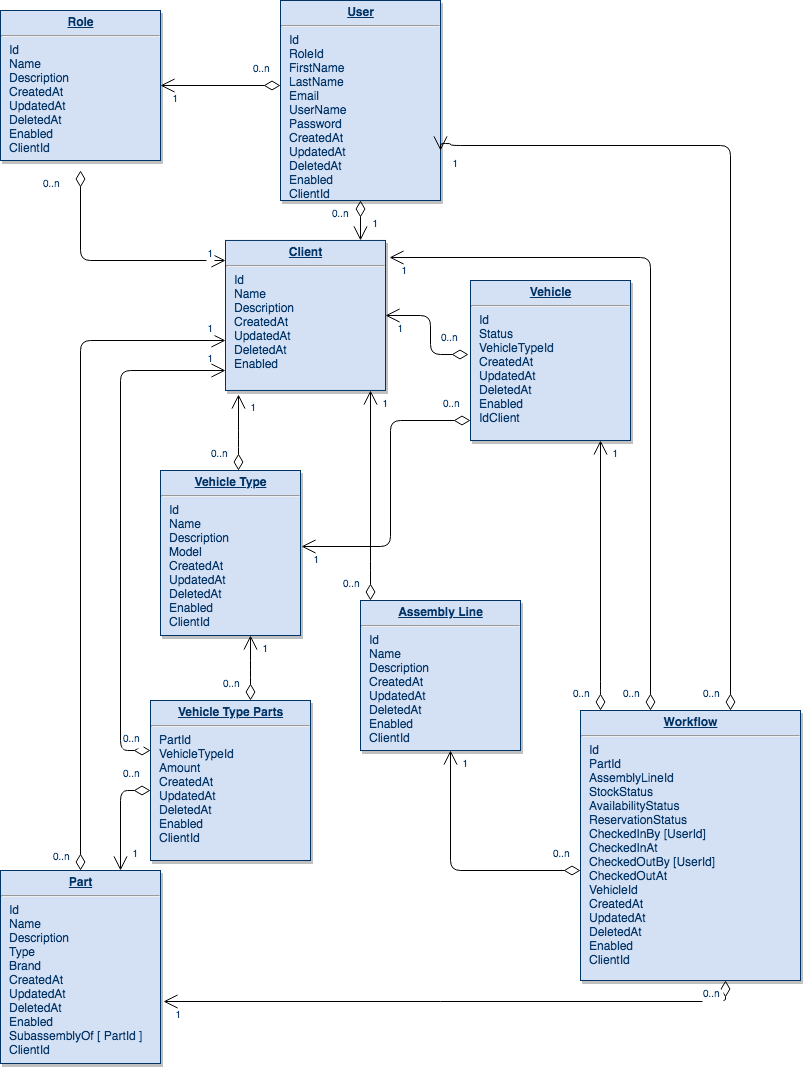 Role
Id
Name
Description
CreatedAt
UpdatedAt
DeletedAt
Enabled
ClientId
0..n
1
User
Id
RoleId
FirstName
LastName
Email
UserName
Password
CreatedAt
UpdatedAt
DeletedAt
Enabled
ClientId
1
0..n
0..n
1
Client
Id
Name
Description
CreatedAt
UpdatedAt
DeletedAt
Enabled
1
1
1
1
1
0..n
Vehicle
Id
Status
VehicleTypeId
CreatedAt
UpdatedAt
DeletedAt
Enabled
IdClient
0..n
1
1
1
0..n
Vehicle Type
Id
Name
Description
Model
CreatedAt
UpdatedAt
DeletedAt
Enabled
ClientId
1
1
0..n
0..n
Assembly Line
Id
Name
Description
CreatedAt
UpdatedAt
DeletedAt
Enabled
ClientId
1
0..n
0..n
0..n
0..n
Vehicle Type Parts
PartId
VehicleTypeId
Amount
CreatedAt
UpdatedAt
DeletedAt
Enabled
ClientId
0..n
0..n
1
0..n
Workflow
Id
PartId
AssemblyLineId
StockStatus
AvailabilityStatus
ReservationStatus
CheckedInBy [UserId]
CheckedInAt
CheckedOutBy [UserId]
CheckedOutAt
VehicleId
CreatedAt
UpdatedAt
DeletedAt
Enabled
ClientId
0..n
Part
Id
Name
Description
Type
Brand
CreatedAt
UpdatedAt
DeletedAt
Enabled
SubassemblyOf [ PartId ]
ClientId
1